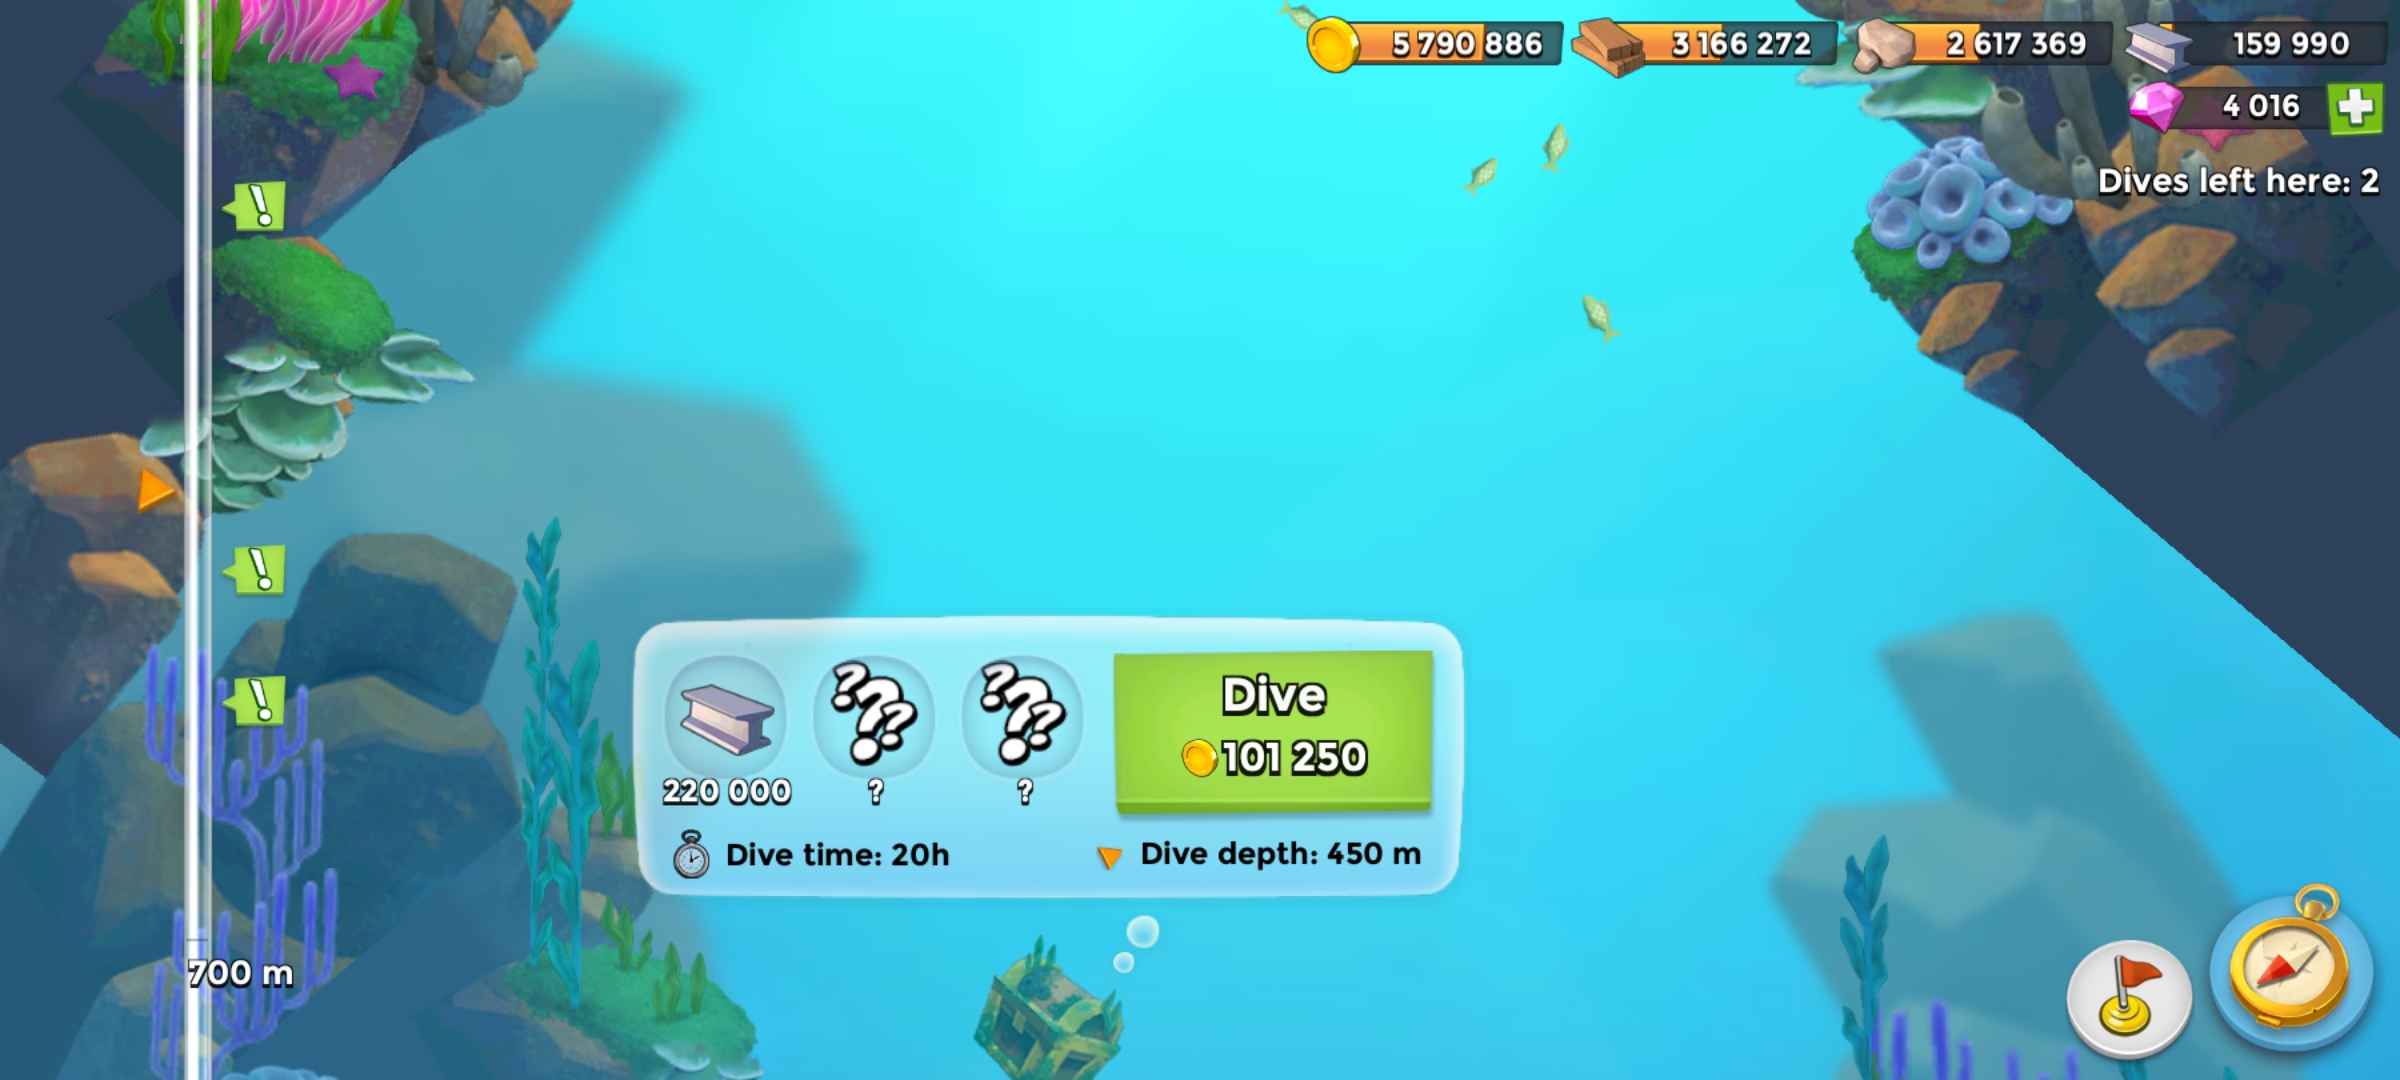 5 790 886
3 166 272
2 617 369
159 990
4 016
Dives left here: 2
!
!
!
700 m
???
???
220 000
?
?
Dive
101 250
Dive time: 20h
Dive depth: 450 m